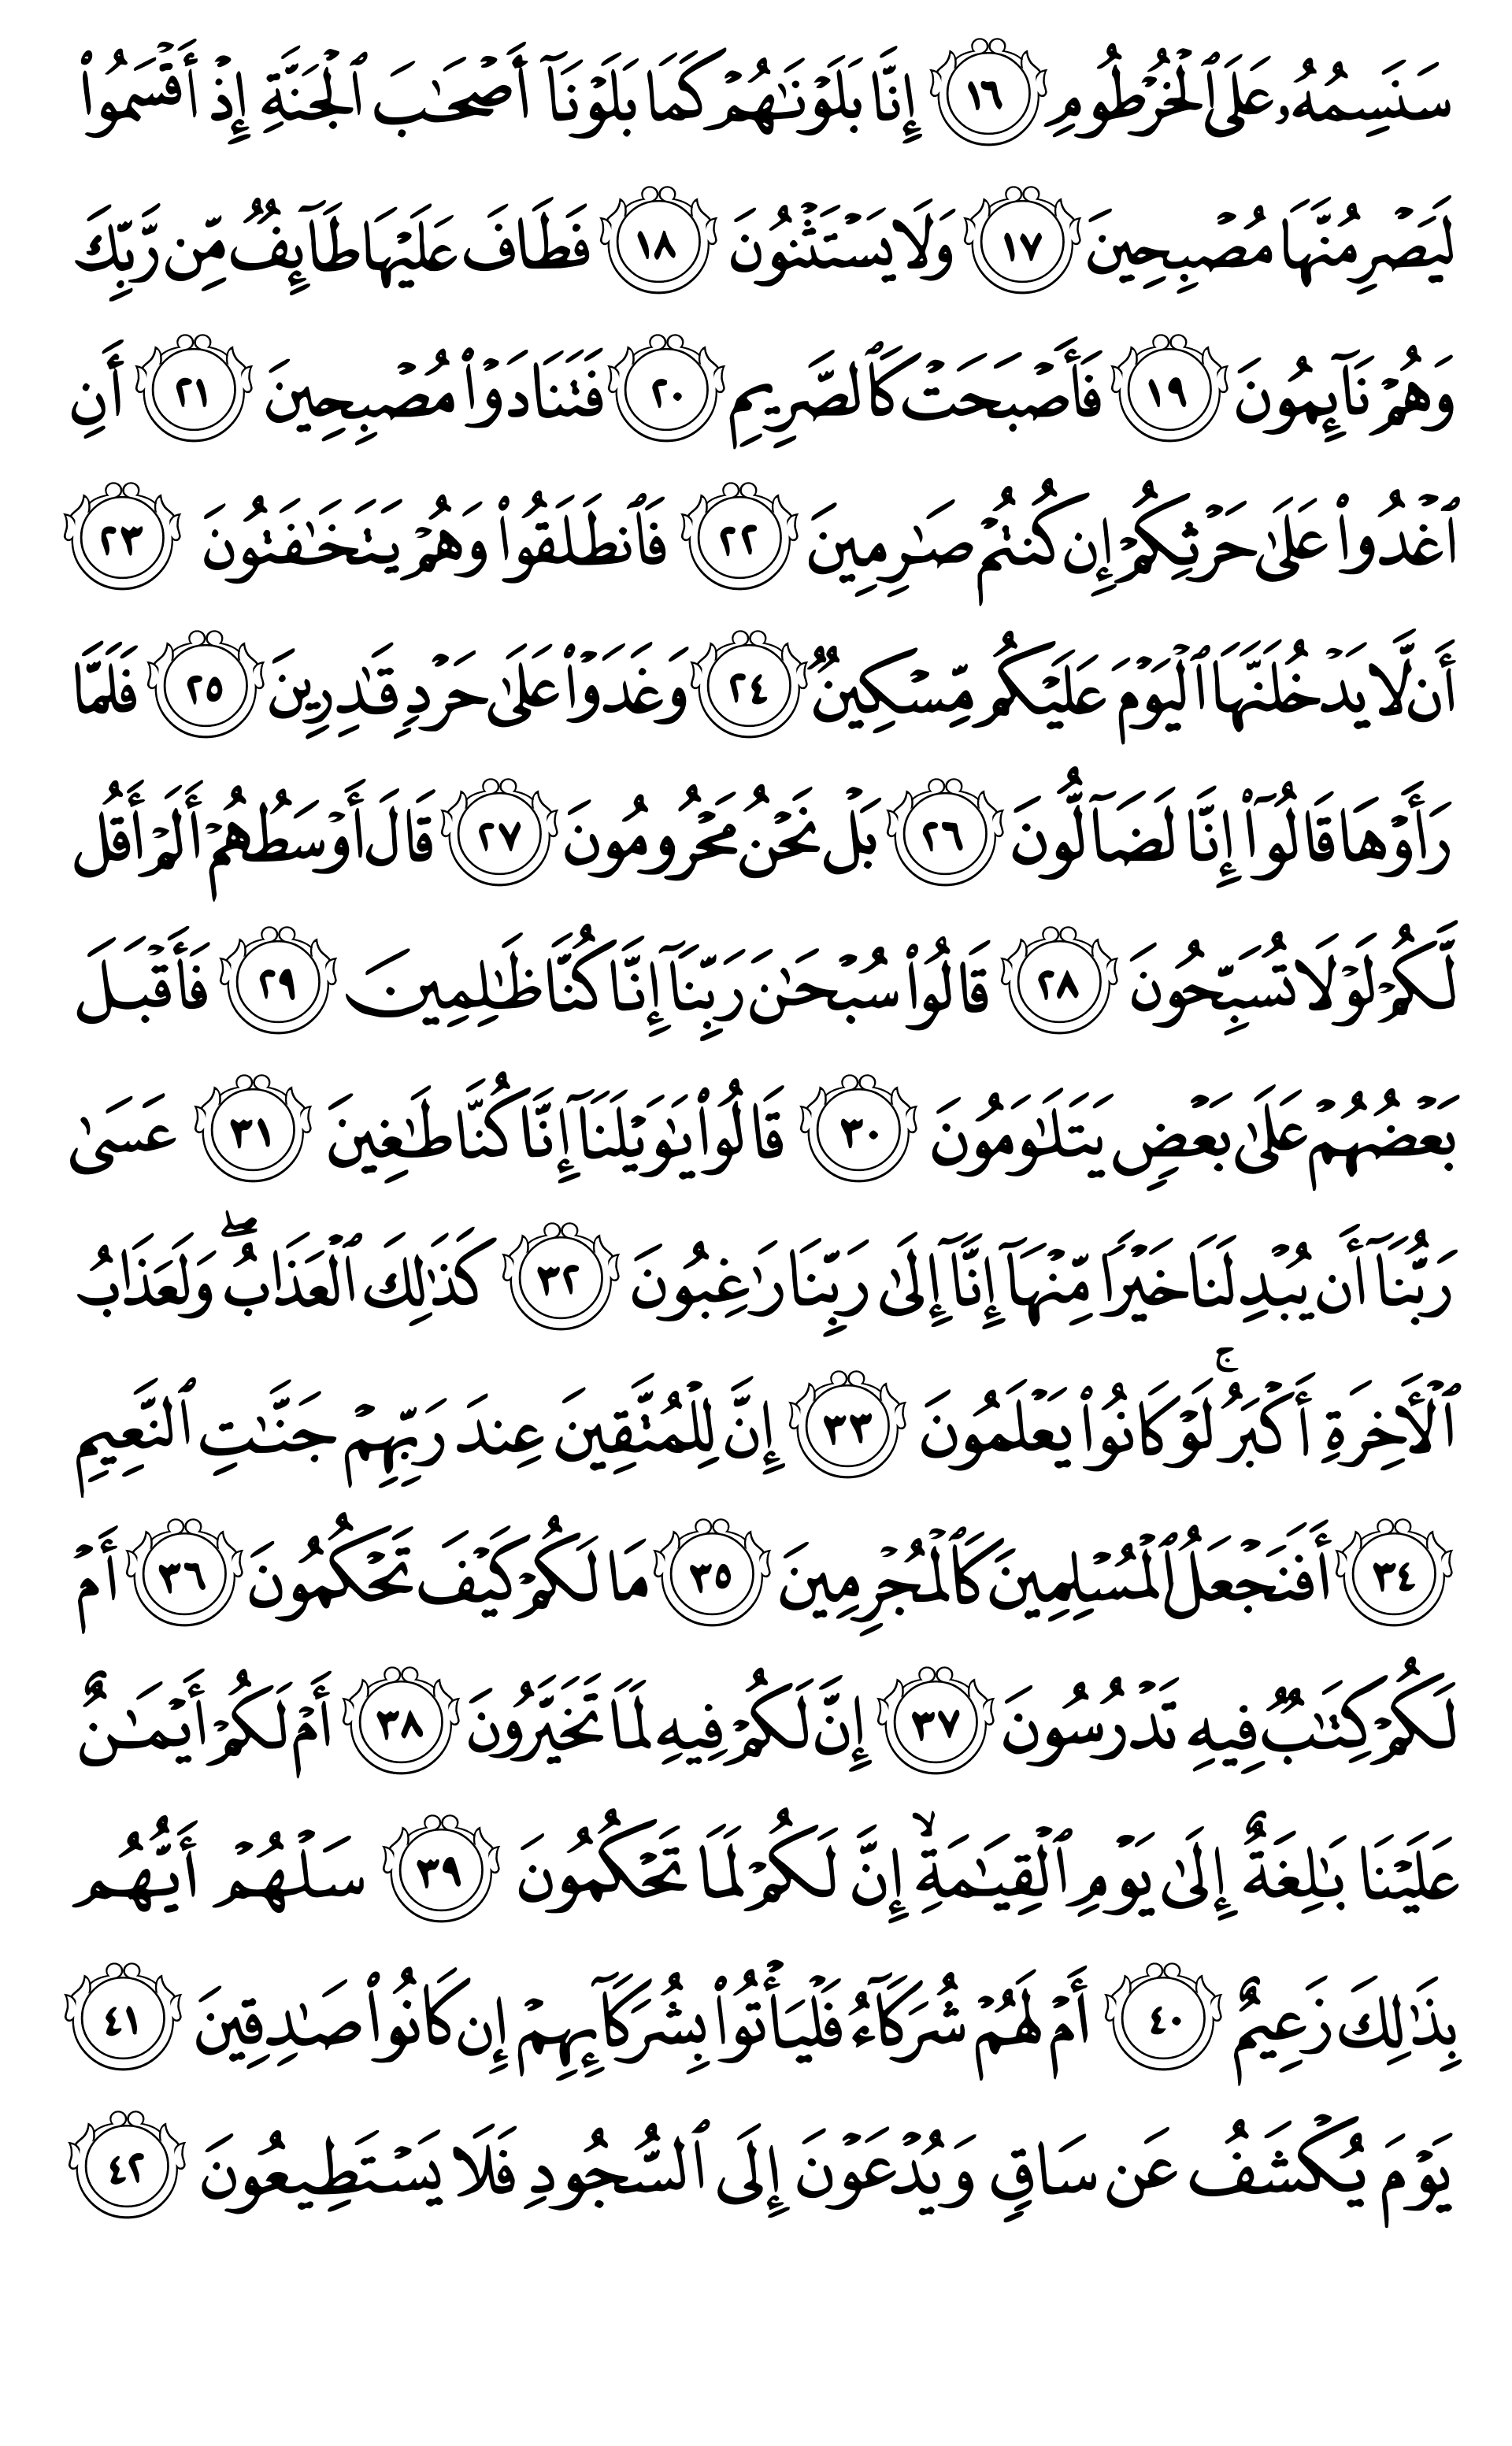 سَنَسِمُهُۥ عَلَى ٱلۡخُرۡطُومِ ١٦ إِنَّا بَلَوۡنَٰهُمۡ كَمَا بَلَوۡنَآ أَصۡحَٰبَ ٱلۡجَنَّةِ إِذۡ أَقۡسَمُواْ
لَيَصۡرِمُنَّهَا مُصۡبِحِينَ ١٧ وَلَا يَسۡتَثۡنُونَ ١٨ فَطَافَ عَلَيۡهَا طَآئِفٞ مِّن رَّبِّكَ
وَهُمۡ نَآئِمُونَ ١٩ فَأَصۡبَحَتۡ كَٱلصَّرِيمِ ٢٠ فَتَنَادَوۡاْ مُصۡبِحِينَ ٢١ أَنِ
ٱغۡدُواْ عَلَىٰ حَرۡثِكُمۡ إِن كُنتُمۡ صَٰرِمِينَ ٢٢ فَٱنطَلَقُواْ وَهُمۡ يَتَخَٰفَتُونَ ٢٣
أَن لَّا يَدۡخُلَنَّهَا ٱلۡيَوۡمَ عَلَيۡكُم مِّسۡكِينٞ ٢٤ وَغَدَوۡاْ عَلَىٰ حَرۡدٖ قَٰدِرِينَ ٢٥ فَلَمَّا
رَأَوۡهَا قَالُوٓاْ إِنَّا لَضَآلُّونَ ٢٦ بَلۡ نَحۡنُ مَحۡرُومُونَ ٢٧ قَالَ أَوۡسَطُهُمۡ أَلَمۡ أَقُل
لَّكُمۡ لَوۡلَا تُسَبِّحُونَ ٢٨ قَالُواْ سُبۡحَٰنَ رَبِّنَآ إِنَّا كُنَّا ظَٰلِمِينَ ٢٩ فَأَقۡبَلَ
بَعۡضُهُمۡ عَلَىٰ بَعۡضٖ يَتَلَٰوَمُونَ ٣٠ قَالُواْ يَٰوَيۡلَنَآ إِنَّا كُنَّا طَٰغِينَ ٣١ عَسَىٰ
رَبُّنَآ أَن يُبۡدِلَنَا خَيۡرٗا مِّنۡهَآ إِنَّآ إِلَىٰ رَبِّنَا رَٰغِبُونَ ٣٢ كَذَٰلِكَ ٱلۡعَذَابُۖ وَلَعَذَابُ
ٱلۡأٓخِرَةِ أَكۡبَرُۚ لَوۡ كَانُواْ يَعۡلَمُونَ ٣٣ إِنَّ لِلۡمُتَّقِينَ عِندَ رَبِّهِمۡ جَنَّٰتِ ٱلنَّعِيمِ
٣٤ أَفَنَجۡعَلُ ٱلۡمُسۡلِمِينَ كَٱلۡمُجۡرِمِينَ ٣٥ مَا لَكُمۡ كَيۡفَ تَحۡكُمُونَ ٣٦ أَمۡ
لَكُمۡ كِتَٰبٞ فِيهِ تَدۡرُسُونَ ٣٧ إِنَّ لَكُمۡ فِيهِ لَمَا تَخَيَّرُونَ ٣٨ أَمۡ لَكُمۡ أَيۡمَٰنٌ
عَلَيۡنَا بَٰلِغَةٌ إِلَىٰ يَوۡمِ ٱلۡقِيَٰمَةِۙ إِنَّ لَكُمۡ لَمَا تَحۡكُمُونَ ٣٩ سَلۡهُمۡ أَيُّهُم
بِذَٰلِكَ زَعِيمٌ ٤٠ أَمۡ لَهُمۡ شُرَكَآءُ فَلۡيَأۡتُواْ بِشُرَكَآئِهِمۡ إِن كَانُواْ صَٰدِقِينَ ٤١
يَوۡمَ يُكۡشَفُ عَن سَاقٖ وَيُدۡعَوۡنَ إِلَى ٱلسُّجُودِ فَلَا يَسۡتَطِيعُونَ ٤٢